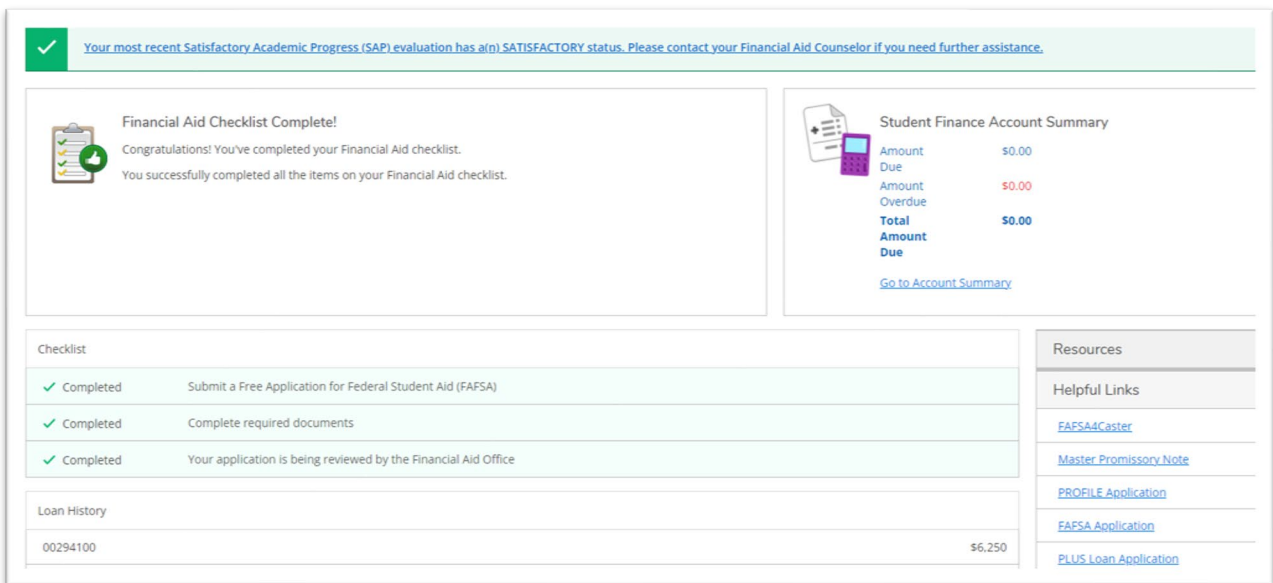 Your most recent Satisfactory Academic Progress (SAP) evaluation has a(n) SATISFACTORY status. Please contact your Financial Aid Counselor if you need further assistance.
Financial Aid Checklist Complete!
Congratulations! You've completed your Financial Aid checklist.
You successfully completed all the items on your Financial Aid checklist.
Student Finance Account Summary
Amount $0.00
Due
Amount $0.00
Overdue
Total $0.00
Amount
Due
Go to Account Summary
Checklist
Completed Submit a Free Application for Federal Student Aid (FAFSA)
Completed Complete required documents
Completed Your application is being reviewed by the Financial Aid Office
Loan History
00294100 $6,250
Resources
Helpful Links
FAFSA4Caster
Master Promissory Note
PROFILE Application
FAFSA Application
PLUS Loan Application